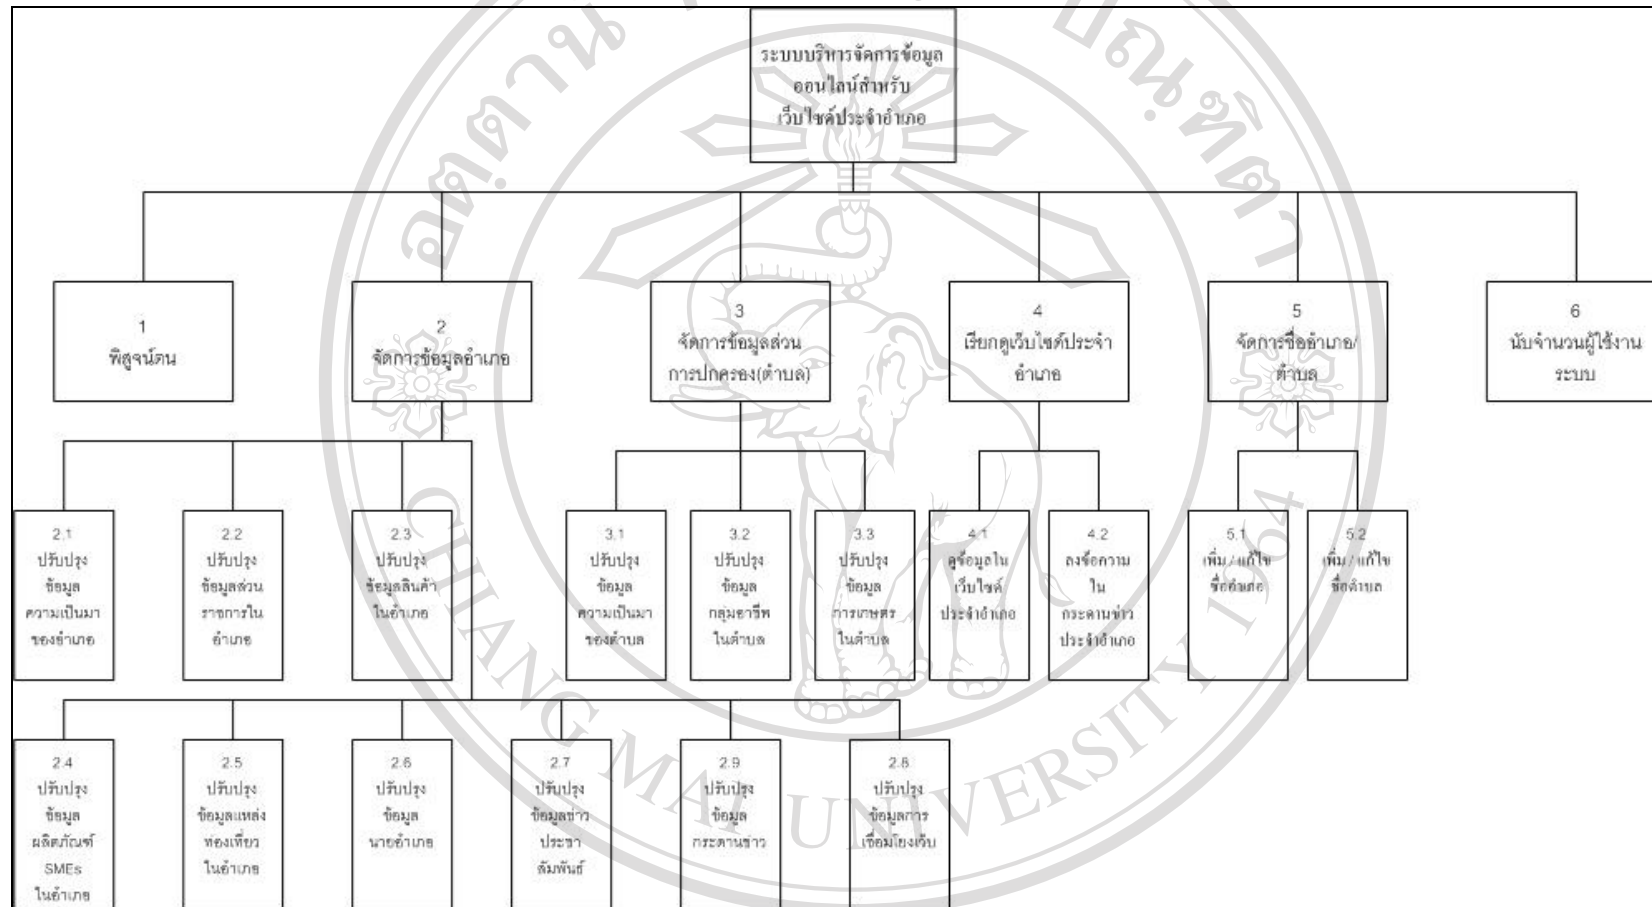 ระบบบริหารจัดการข้อมูล
ออนไลน์สำหรับ
เว็บไซต์ประจำอำเภอ
1
พิสูจน์ตน
2
จัดการข้อมูลอำเภอ
3
จัดการข้อมูลส่วน
การปกครอง(ตำบล)
4
เรียกดูเว็บไซต์ประจำ
อำเภอ
5
จัดการชื่ออำเภอ/
ตำบล
6
นับจำนวนผู้ใช้งาน
ระบบ
2.1
ปรับปรุง
ข้อมูล
ความเป็นมา
ของอำเภอ
2.2
ปรับปรุง
ข้อมูลส่วน
ราชการใน
อำเภอ
2.3
ปรับปรุง
ข้อมูลสินค้า
ในอำเภอ
3.1
ปรับปรุง
ข้อมูล
ความเป็นมา
ของตำบล
3.2
ปรับปรุง
ข้อมูล
กลุ่มอาชีพ
ในตำบล
3.3
ปรับปรุง
ข้อมูล
การเกษตร
ในตำบล
4.1
ดูข้อมูลใน
เว็บไซต์
ประจำอำเภอ
4.2
ลงข้อความ
ใน
กระดานข่าว
ประจำอำเภอ
5.1
เพิ่ม / แก้ไข
ชื่ออำเภอ
5.2
เพิ่ม / แก้ไข
ชื่อตำบล
2.4
ปรับปรุง
ข้อมูล
ผลิตภัณฑ์
SMEs
ในอำเภอ
2.5
ปรับปรุง
ข้อมูลแหล่ง
ท่องเที่ยว
ในอำเภอ
2.6
ปรับปรุง
ข้อมูล
นายอำเภอ
2.7
ปรับปรุง
ข้อมูลข่าว
ประชา
สัมพันธ์
2.9
ปรับปรุง
ข้อมูล
กระดานข่าว
2.8
ปรับปรุง
ข้อมูลการ
เชื่อมโยงเว็บ
CHIANG MAI UNIVERSITY 1964